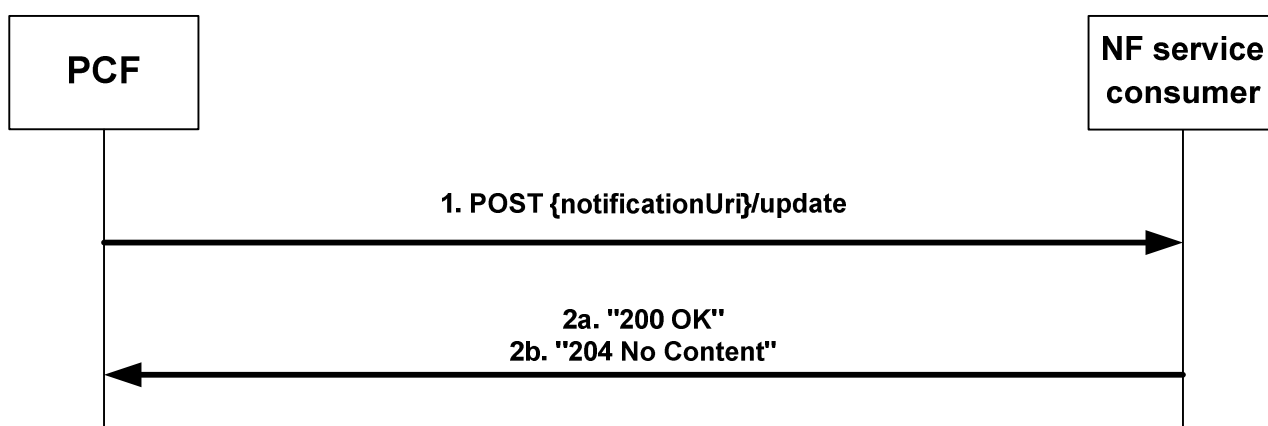 PCF
NF service
consumer
1. POST {notificationUri}/update
2a. "200 OK"
2b. "204 No Content"